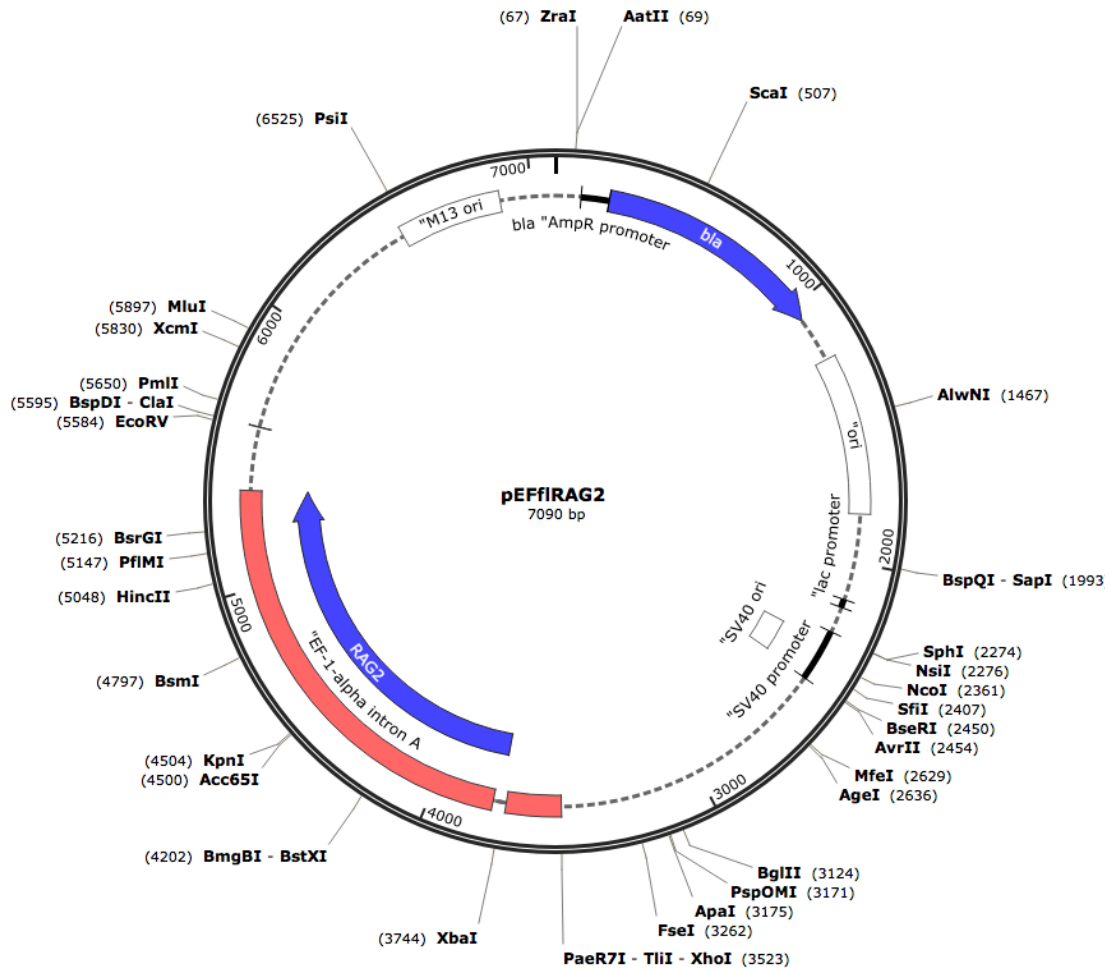 (67) ZraI
AatII (69)
ScaI (507)
(6525) PsiI
7000
"M13 ori
bla "AmpR promoter
bla
1000
(5897) MluI
(5830) XcmI
6000
(5650) PmlI
(5595) BspDI - ClaI
(5584) EcoRV
AlwNI (1467)
"ori
pEFflRAG2
7090 bp
(5216) BsrGI
(5147) PflMI
(5048) HincII
5000
2000
BspQI - SapI (1993)
"lac promoter
"SV40 ori
"SV40 promoter
SphI (2274)
NsiI (2276)
NcoI (2361)
SfiI (2407)
BseRI (2450)
AvrII (2454)
MfeI (2629)
AgeI (2636)
RAG2
"EF-1-alpha intron A
(4797) BsmI
(4504) KpnI
(4500) Acc65I
4000
3000
(4202) BmgBI - BstXI
BglII (3124)
PspOMI (3171)
ApaI (3175)
FseI (3262)
(3744) XbaI
PaeR7I - TliI - XhoI (3523)